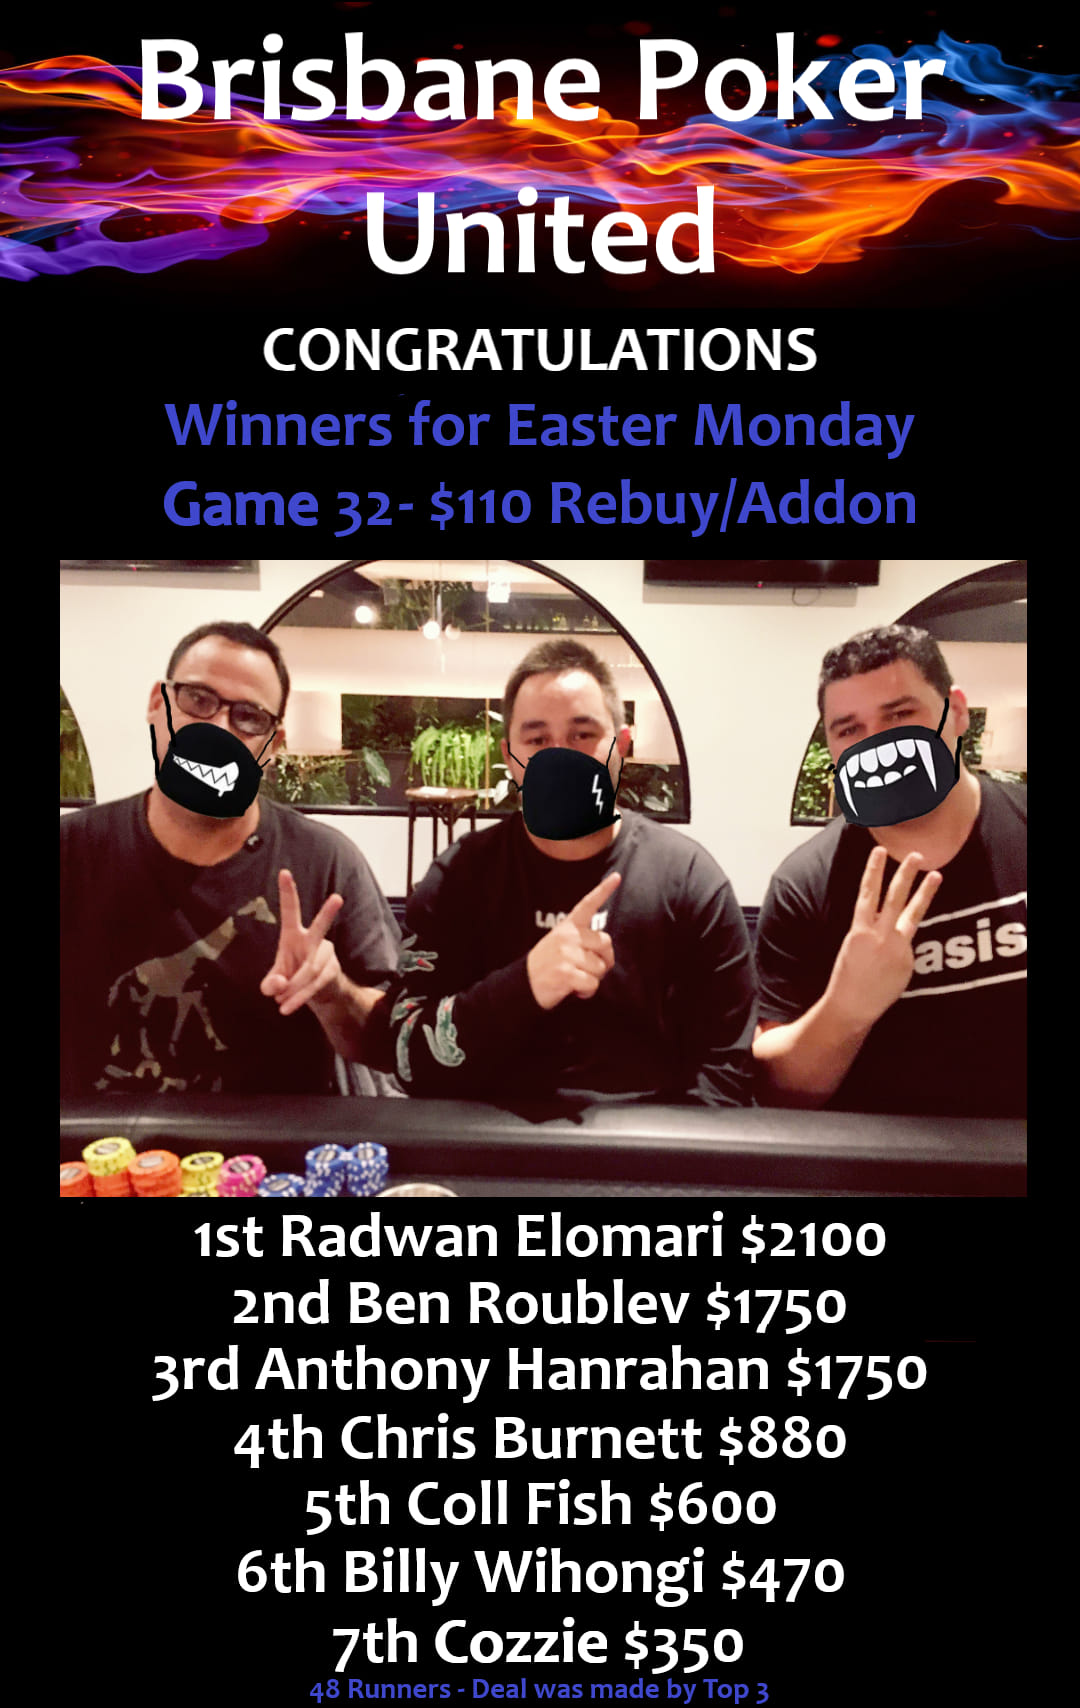 Brisbane Poker
United
CONGRATULATIONS
Winners for Easter Monday
Game 32- $110 Rebuy/Addon
asis
1st Radwan Elomari $2100
2nd Ben Roublev $1750
3rd Anthony Hanrahan $1750
4th Chris Burnett $880
5th Coll Fish $600
6th Billy Wihongi $470
7th Cozzie $350
48 Runners - Deal was made by Top 3